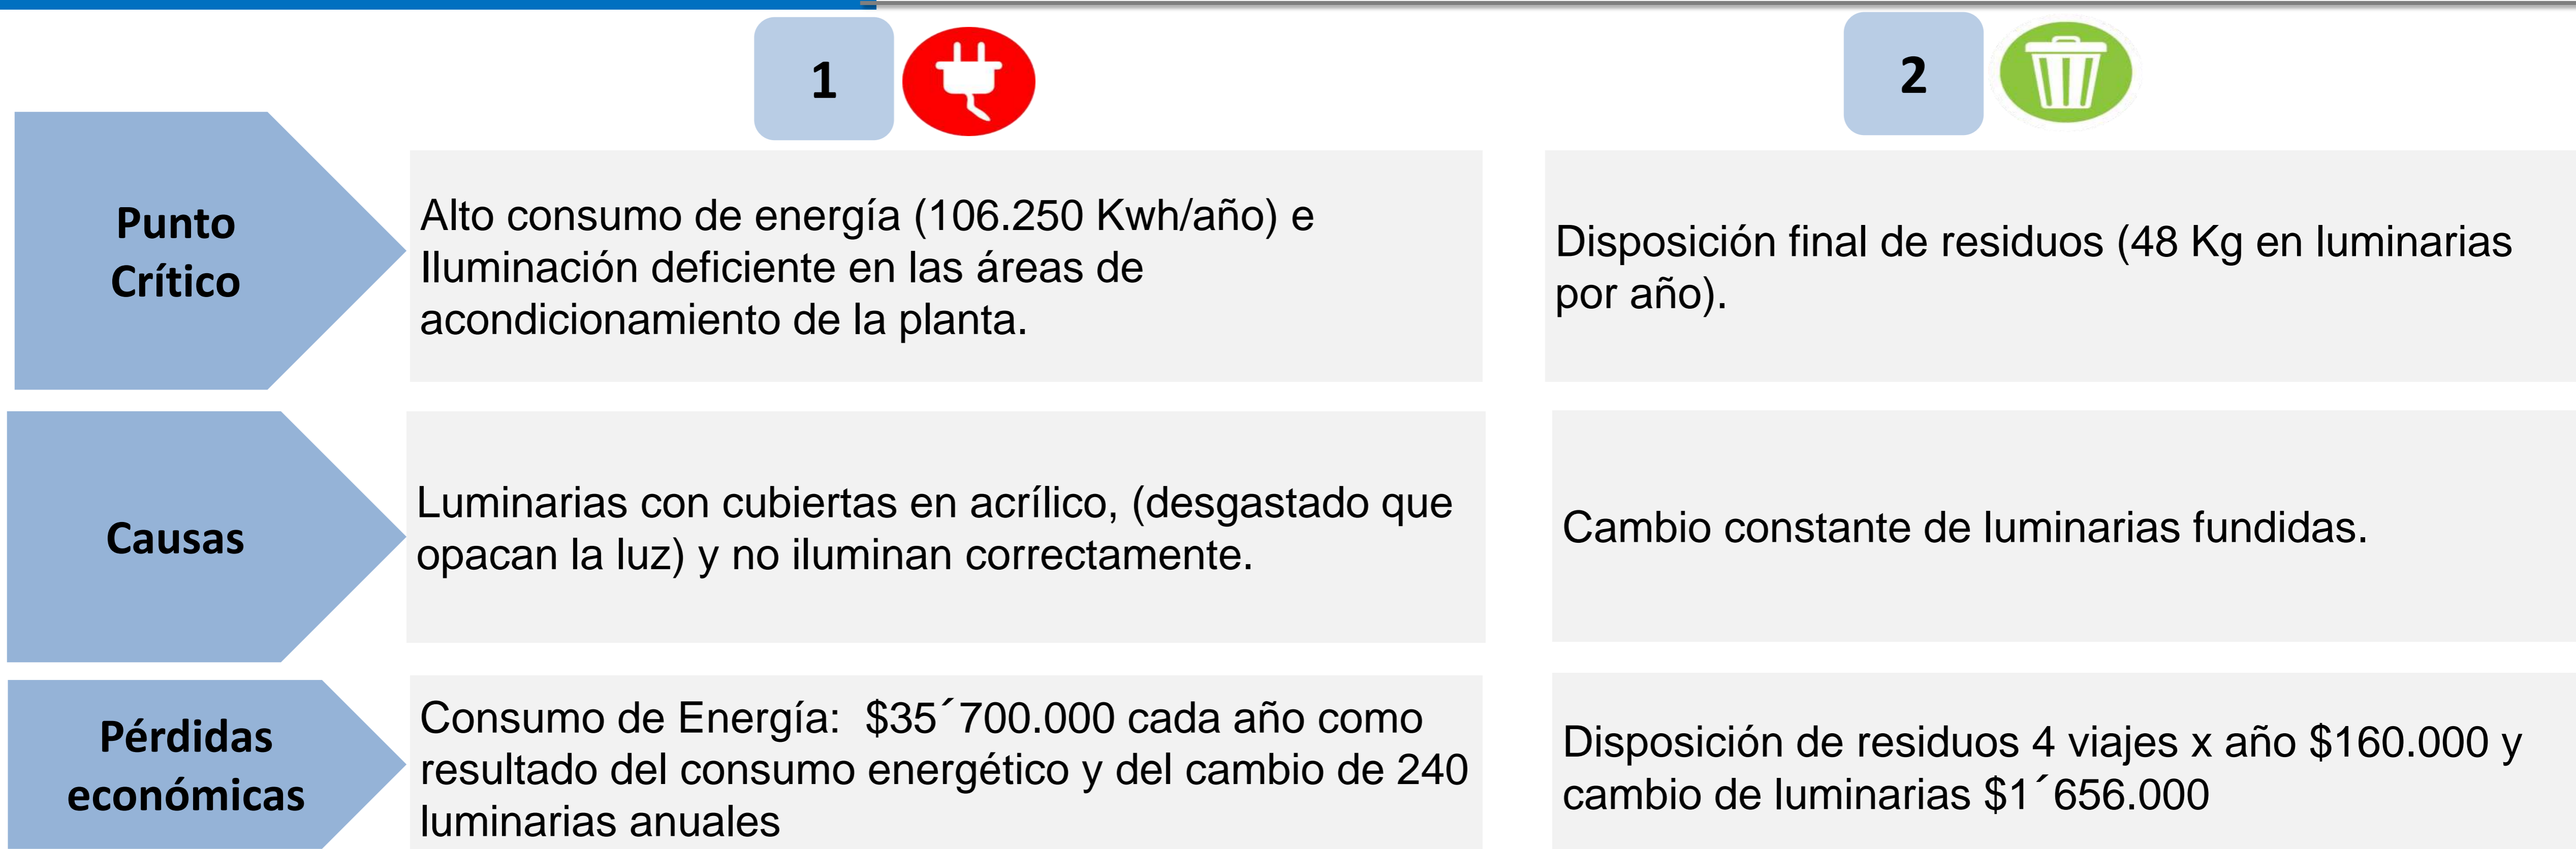 1
2
Punto
Crítico
Alto consumo de energía (106.250 Kwh/año) e
Iluminación deficiente en las áreas de
acondicionamiento de la planta.
Disposición final de residuos (48 Kg en luminarias
por año).
Causas
Luminarias con cubiertas en acrílico, (desgastado que
opacan la luz) y no iluminan correctamente.
Cambio constante de luminarias fundidas.
Pérdidas
económicas
Consumo de Energía:  $35´700.000 cada año como
resultado del consumo energético y del cambio de 240
luminarias anuales
Disposición de residuos 4 viajes x año $160.000 y
cambio de luminarias $1´656.000